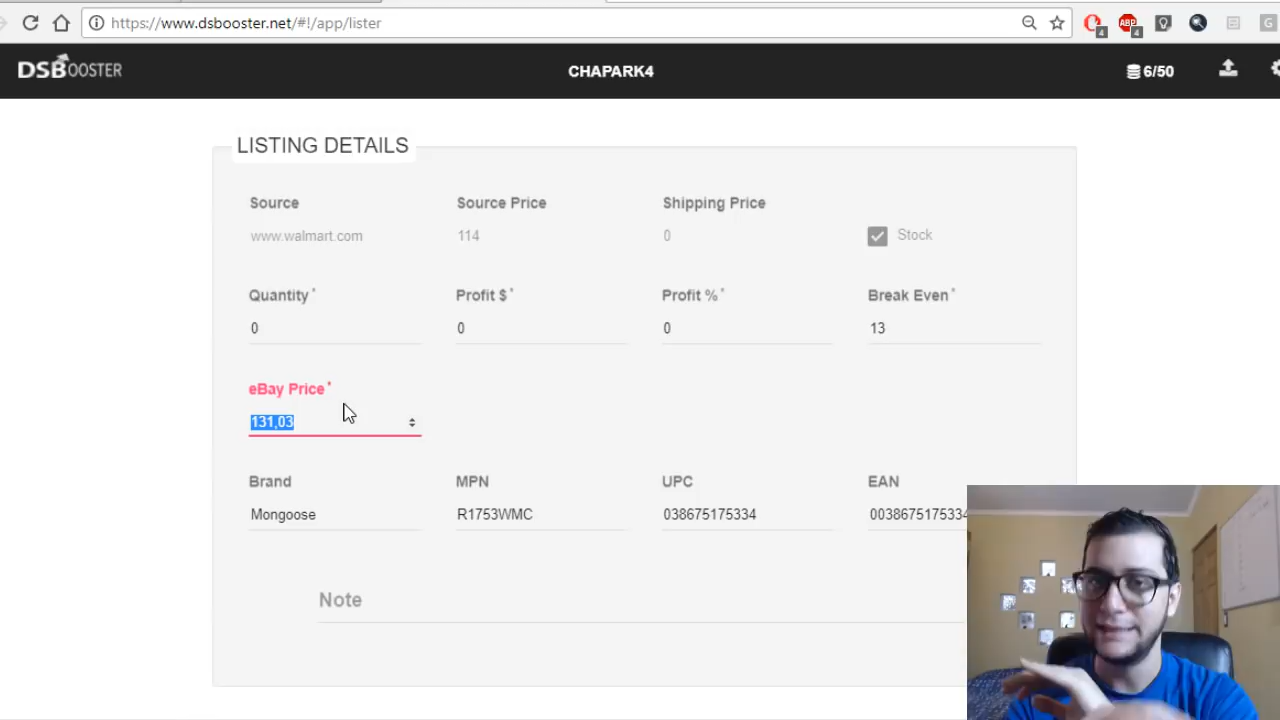 https://www.dsbooster.net/#!/app/lister
4
4
G
DSBOOSTER
CHAPARK4
6/50
LISTING DETAILS
Source
Source Price
Shipping Price
www.walmart.com
114
0
Stock
Quantity *
Profit $ *
Profit % *
Break Even *
0
0
0
13
eBay Price *
131,03
Brand
MPN
UPC
EAN
Mongoose
R1753WMC
038675175334
0038675175334
Note